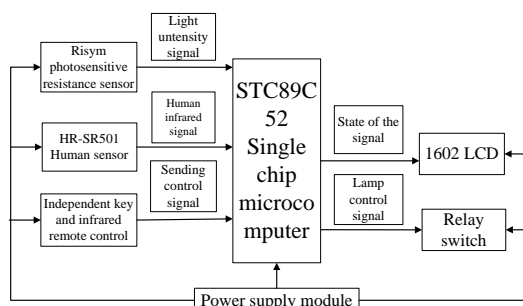 Risym
photosensitive
resistance sensor
Light
untensity
signal
HR-SR501
Human sensor
Human
infrared
signal
Independent key
and infrared
remote control
Sending
control
signal
STC89C
52
Single
chip
microco
mputer
State of the
signal
1602 LCD
Lamp
control
signal
Relay
switch
Power supply module